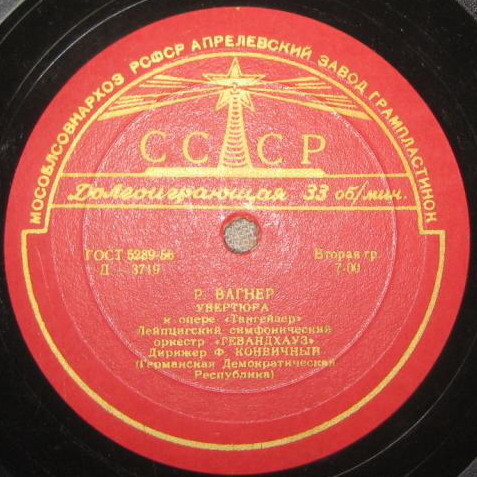 МОСОБЛСОВНАРХОЗ РСФСР АПРЕЛЕВСКИЙ ЗАВОД ГРАМПЛАСТИНОК
СССР
Долгоиграющая 33 об/мин.
ГОСТ 5289-56 Вторая гр.
Д — 3719 7-00
Р. ВАГНЕР
УВЕРТЮРА
к опере «Тангейзер»
Лейпцигский симфонический
оркестр «ГЕВАНДХАУЗ»
Дирижер Ф. КОНВИЧНЫЙ
(Германская Демократическая
Республика)